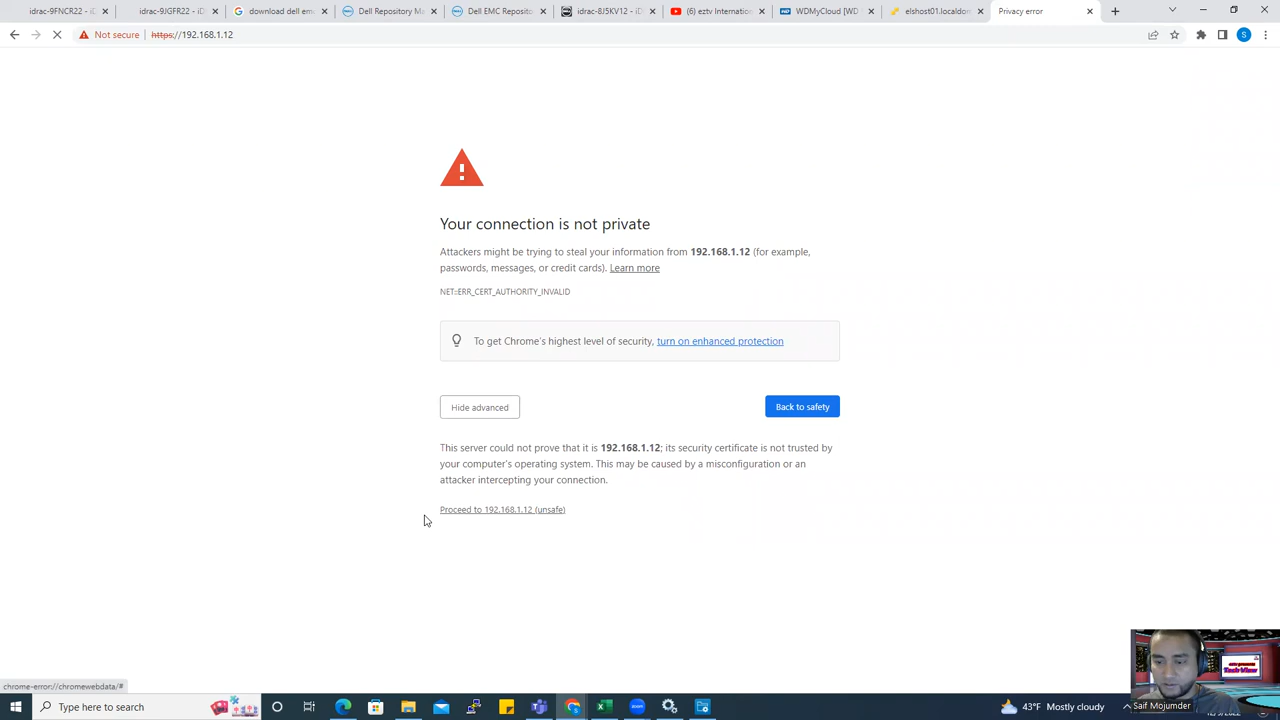 idrac-9FNCR22 - i
idrac-9JGFR22 - i
download dell em
Dell Repository M
Dell EMC Reposito
idrac-8J5KV12 - i
(6) eztv Internation
WDMyCloud [WD
elshost01.localdo
Privacy error
Not secure https://192.168.1.12
S
Your connection is not private
Attackers might be trying to steal your information from 192.168.1.12 (for example,
passwords, messages, or credit cards). Learn more
NET::ERR_CERT_AUTHORITY_INVALID
To get Chrome's highest level of security, turn on enhanced protection
Hide advanced
Back to safety
This server could not prove that it is 192.168.1.12; its security certificate is not trusted by
your computer's operating system. This may be caused by a misconfiguration or an
attacker intercepting your connection.
Proceed to 192.168.1.12 (unsafe)
chrome-error://chromewebdata/#
Tech View
Saif Mojumder
Type here to search
43°F Mostly cloudy